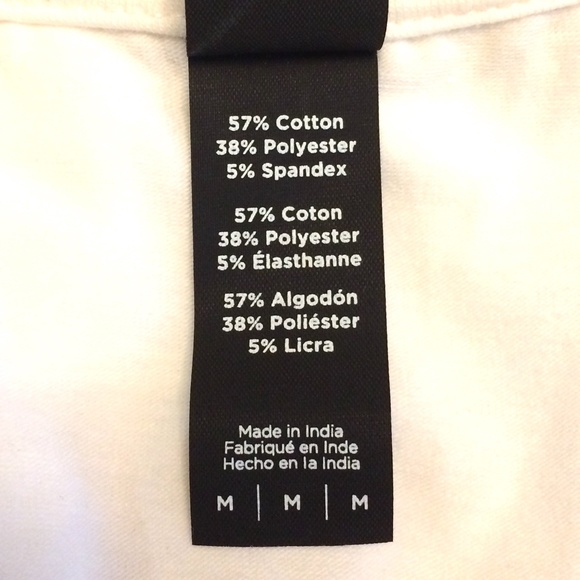 57% Cotton
38% Polyester
5% Spandex
57% Coton
38% Polyester
5% Élasthanne
57% Algodón
38% Poliéster
5% Licra
Made in India
Fabriqué en Inde
Hecho en la India
M | M | M